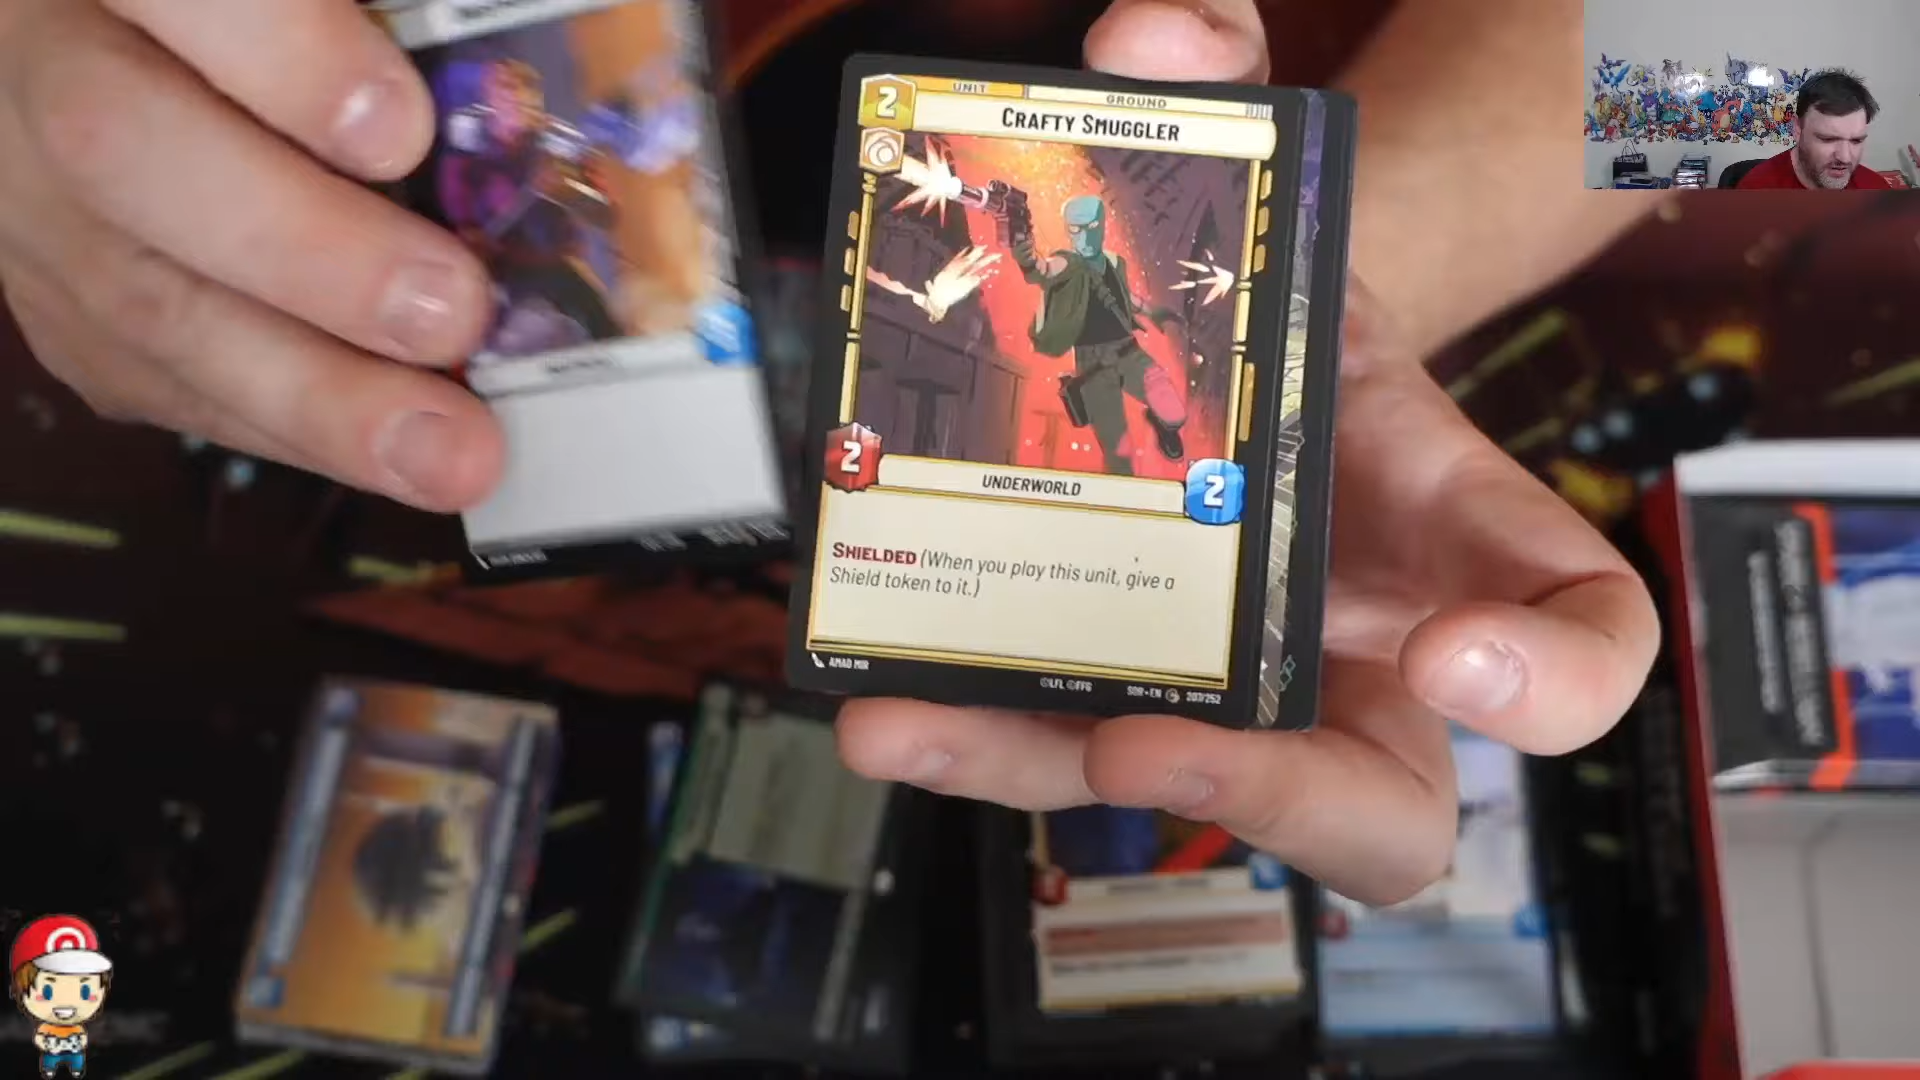 2
UNIT
GROUND
CRAFTY SMUGGLER
2
UNDERWORLD
2
SHIELDED (When you play this unit, give a
Shield token to it.)
AMAD MIR
©LFL ©FFG
SOR • EN C 203/252